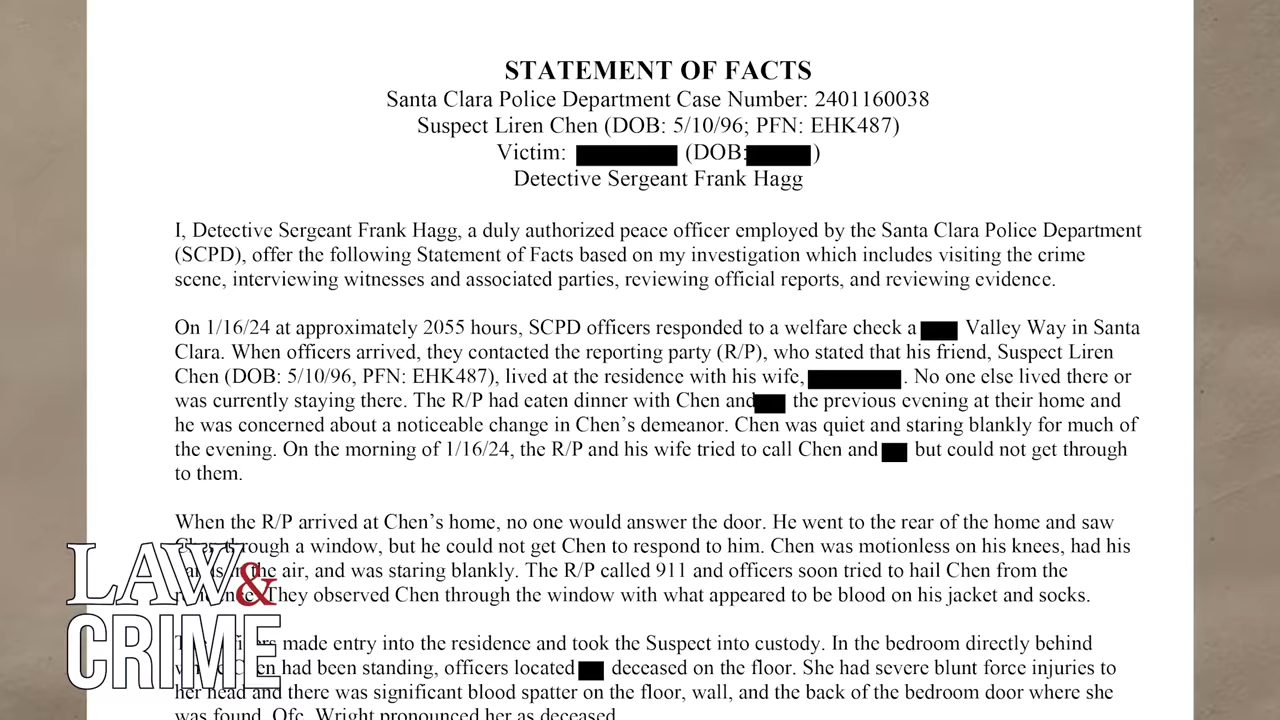 STATEMENT OF FACTS
Santa Clara Police Department Case Number: 2401160038
Suspect Liren Chen (DOB: 5/10/96; PFN: EHK487)
Victim: (DOB: )
Detective Sergeant Frank Hagg
I, Detective Sergeant Frank Hagg, a duly authorized peace officer employed by the Santa Clara Police Department
(SCPD), offer the following Statement of Facts based on my investigation which includes visiting the crime
scene, interviewing witnesses and associated parties, reviewing official reports, and reviewing evidence.
On 1/16/24 at approximately 2055 hours, SCPD officers responded to a welfare check a Valley Way in Santa
Clara. When officers arrived, they contacted the reporting party (R/P), who stated that his friend, Suspect Liren
Chen (DOB: 5/10/96, PFN: EHK487), lived at the residence with his wife, . No one else lived there or
was currently staying there. The R/P had eaten dinner with Chen and the previous evening at their home and
he was concerned about a noticeable change in Chen's demeanor. Chen was quiet and staring blankly for much of
the evening. On the morning of 1/16/24, the R/P and his wife tried to call Chen and but could not get through
to them.
When the R/P arrived at Chen's home, no one would answer the door. He went to the rear of the home and saw
through a window, but he could not get Chen to respond to him. Chen was motionless on his knees, had his
air, and was staring blankly. The R/P called 911 and officers soon tried to hail Chen from the
They observed Chen through the window with what appeared to be blood on his jacket and socks.
made entry into the residence and took the Suspect into custody. In the bedroom directly behind
had been standing, officers located deceased on the floor. She had severe blunt force injuries to
her head and there was significant blood spatter on the floor, wall, and the back of the bedroom door where she
was found. Ofc. Wright pronounced her as deceased.
LAW&
CRIME